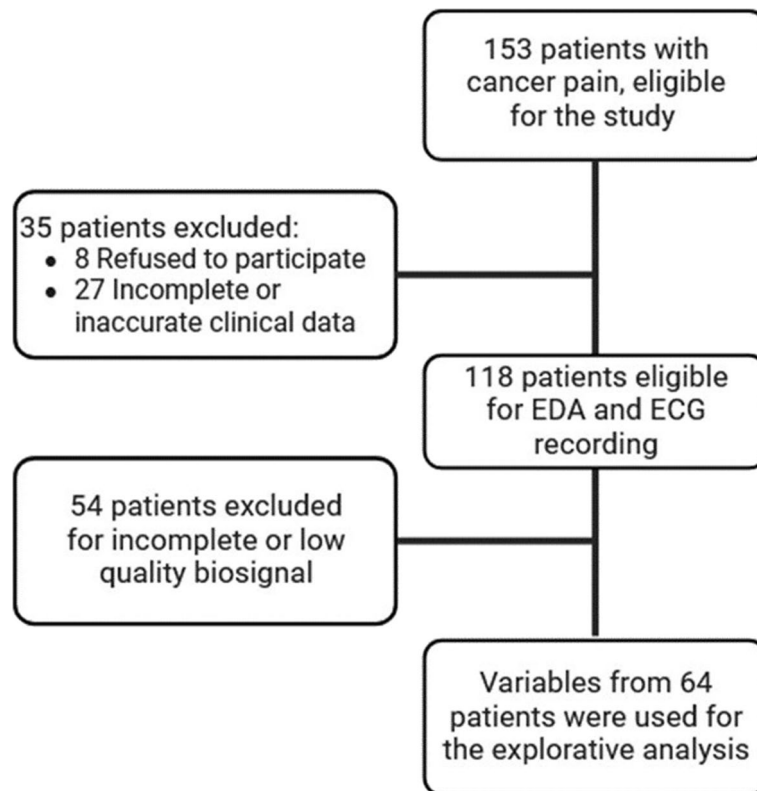 153 patients with
cancer pain, eligible
for the study
35 patients excluded:
• 8 Refused to participate
• 27 Incomplete or
inaccurate clinical data
118 patients eligible
for EDA and ECG
recording
54 patients excluded
for incomplete or low
quality biosignal
Variables from 64
patients were used for
the explorative analysis